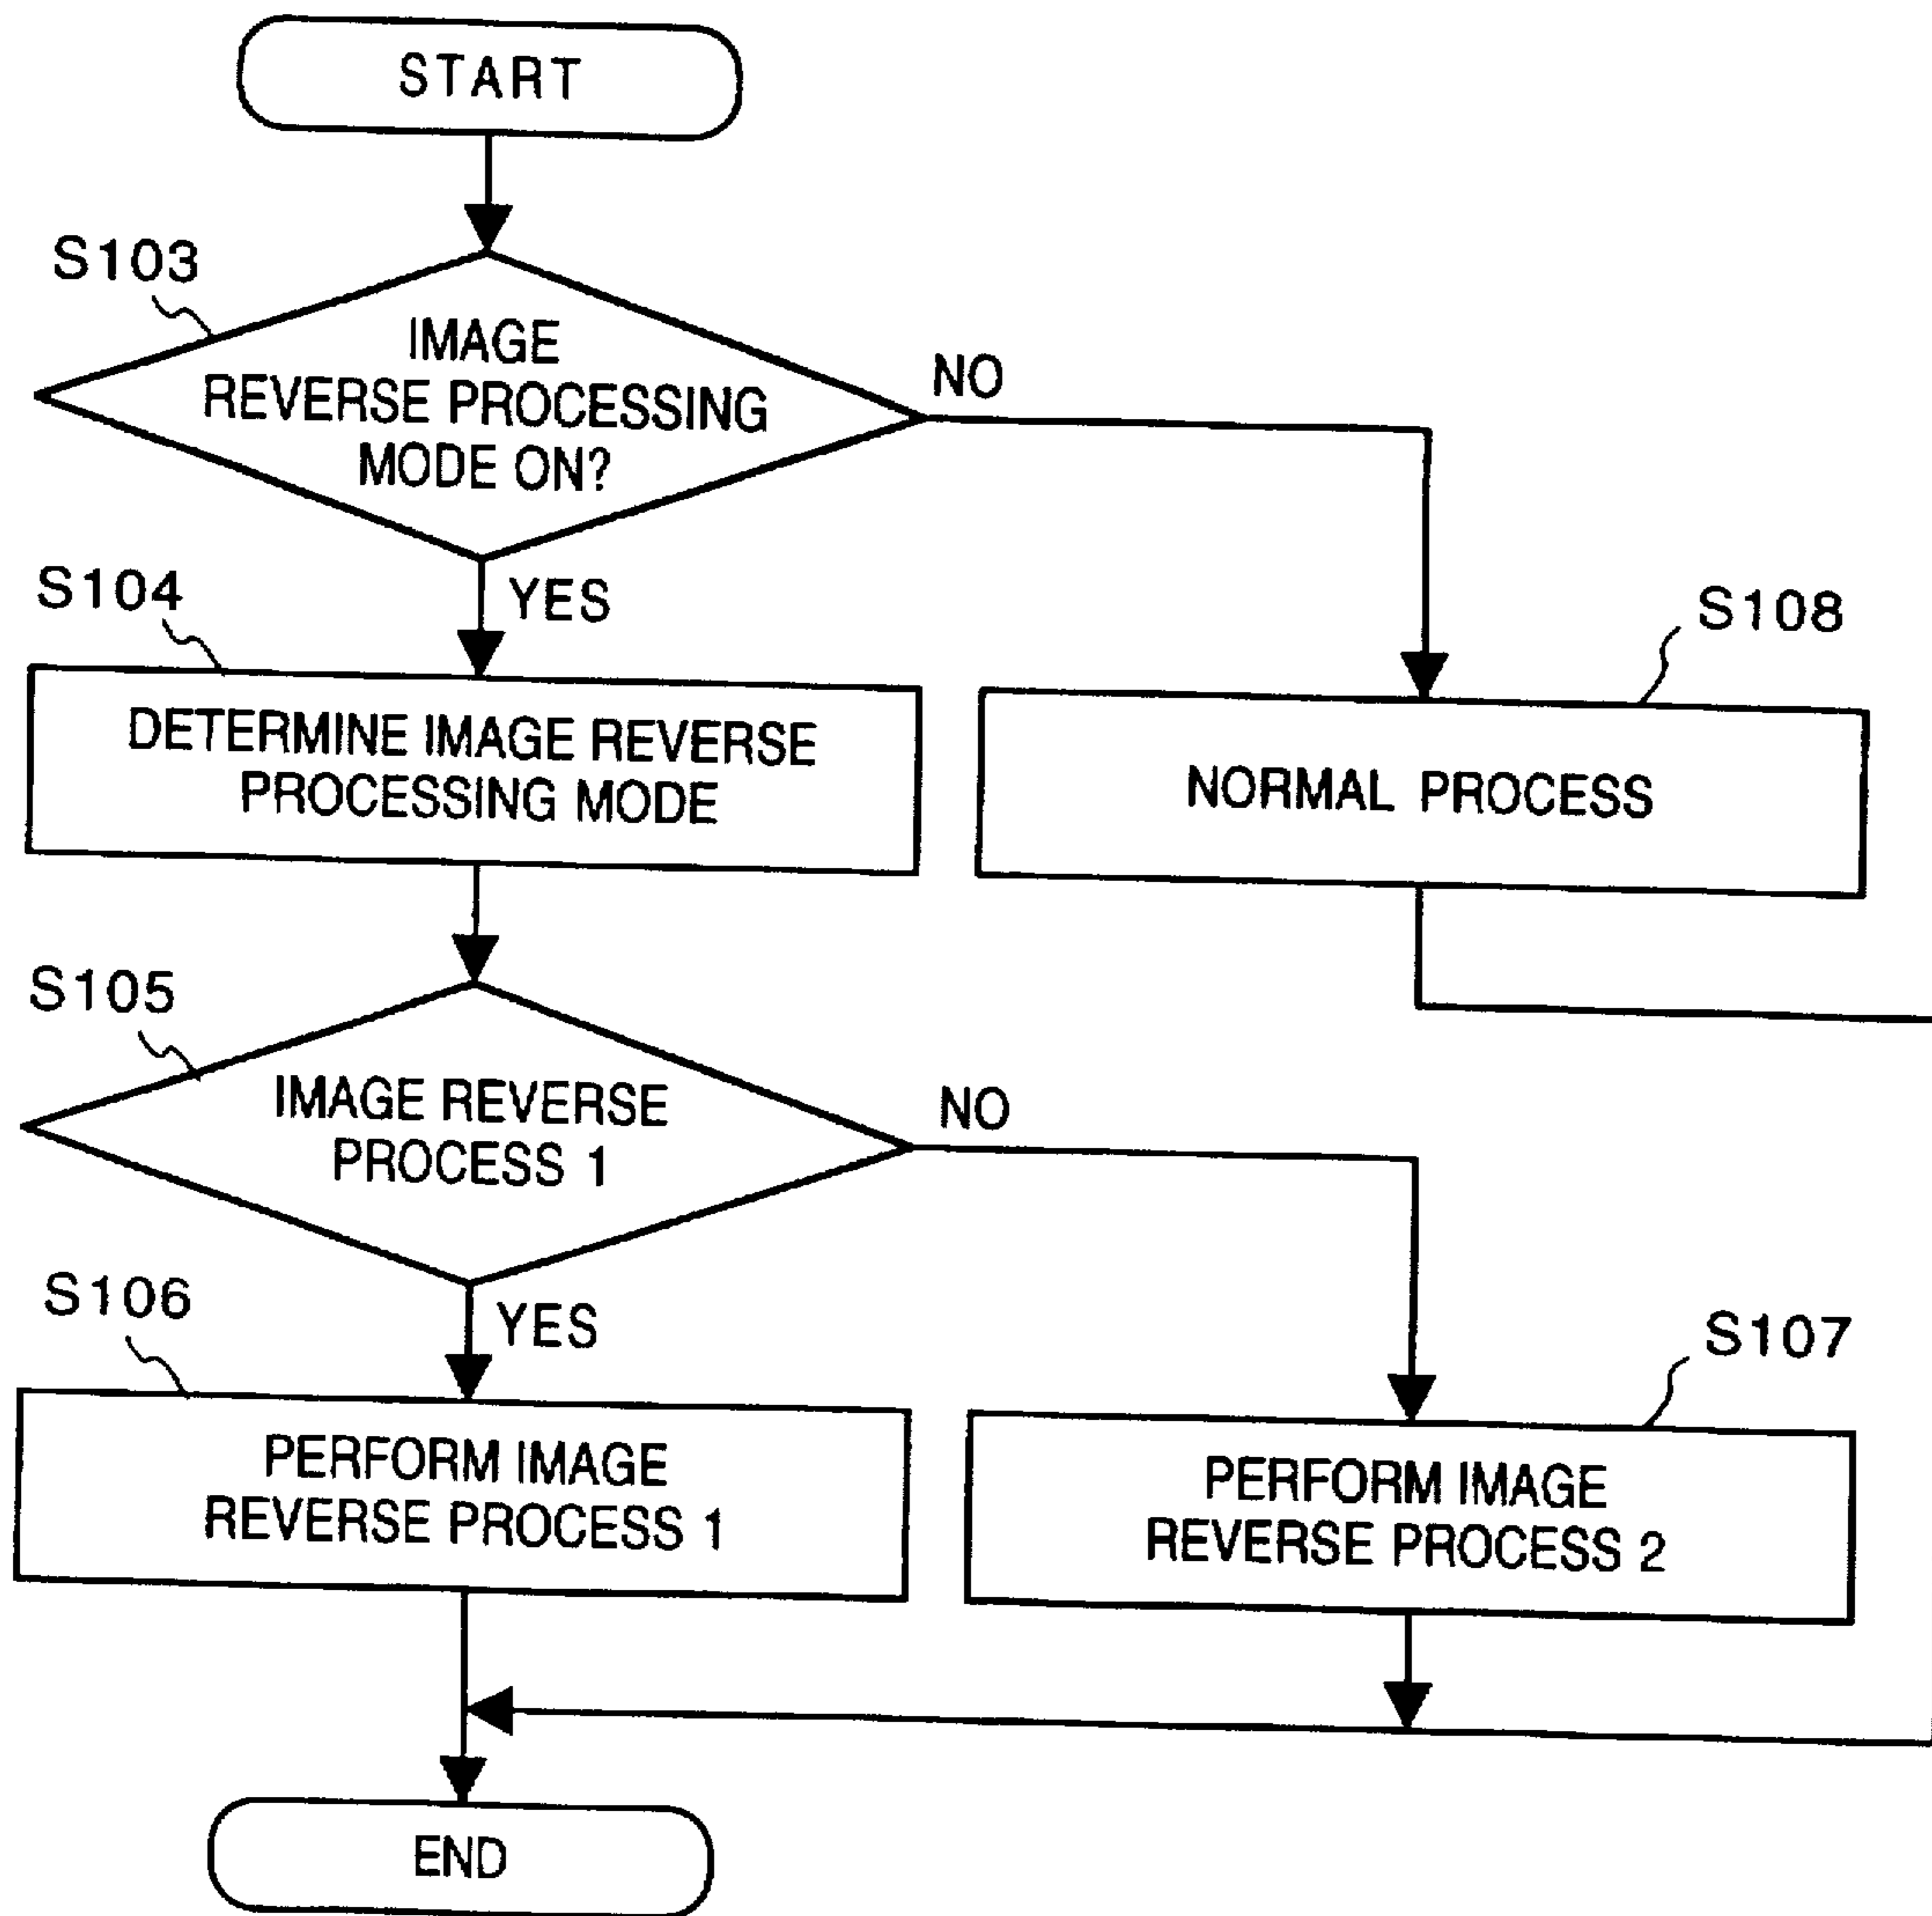 START
S103
IMAGE
REVERSE PROCESSING
MODE ON?
NO
YES
S104
DETERMINE IMAGE REVERSE
PROCESSING MODE
S108
NORMAL PROCESS
S105
IMAGE REVERSE
PROCESS 1
NO
YES
S106
PERFORM IMAGE
REVERSE PROCESS 1
S107
PERFORM IMAGE
REVERSE PROCESS 2
END